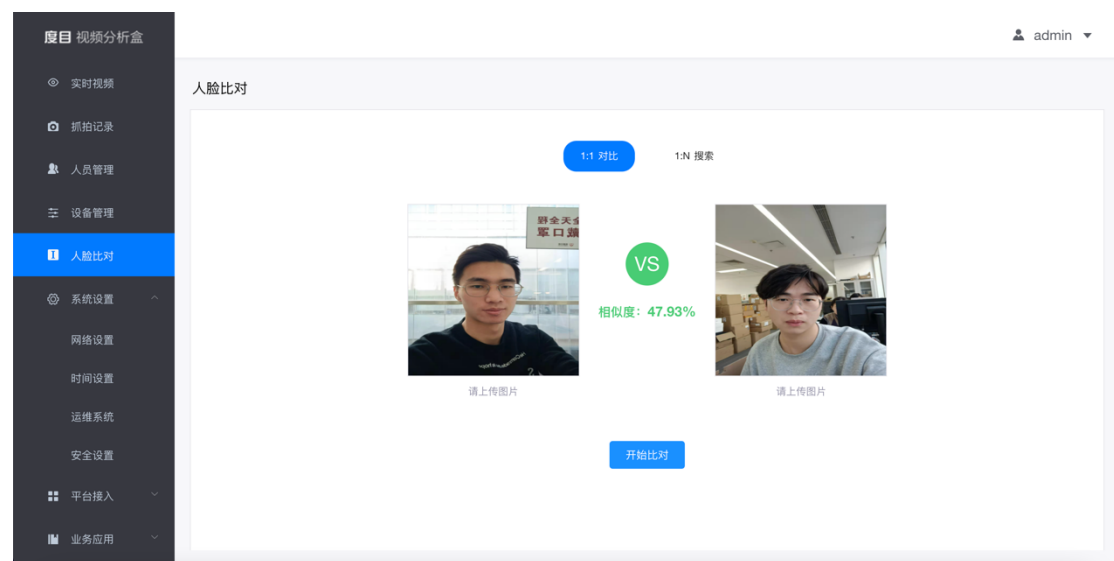 度目 视频分析盒
admin
实时视频
抓拍记录
人员管理
设备管理
人脸比对
系统设置
网络设置
时间设置
运维系统
安全设置
平台接入
业务应用
人脸比对
1:1 对比
1:N 搜索
VS
相似度：47.93%
请上传图片
请上传图片
开始比对